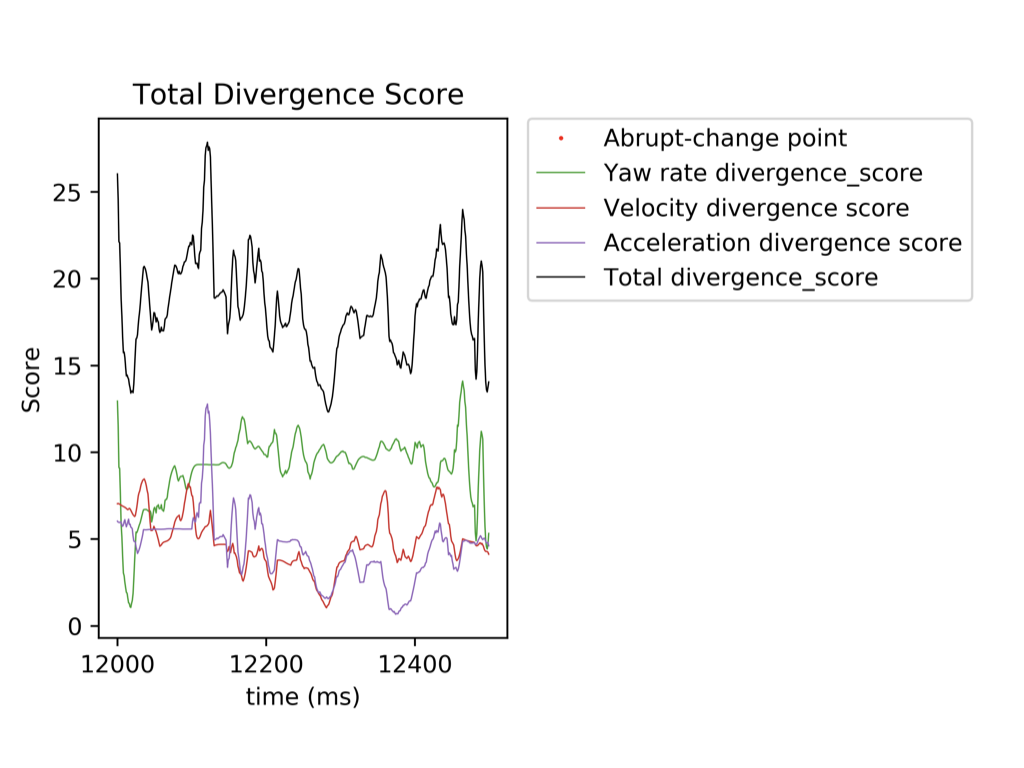 Total Divergence Score
Abrupt-change point
Yaw rate divergence_score
Velocity divergence score
Acceleration divergence score
Total divergence_score
25
20
15
10
5
0
Score
12000 12200 12400
time (ms)